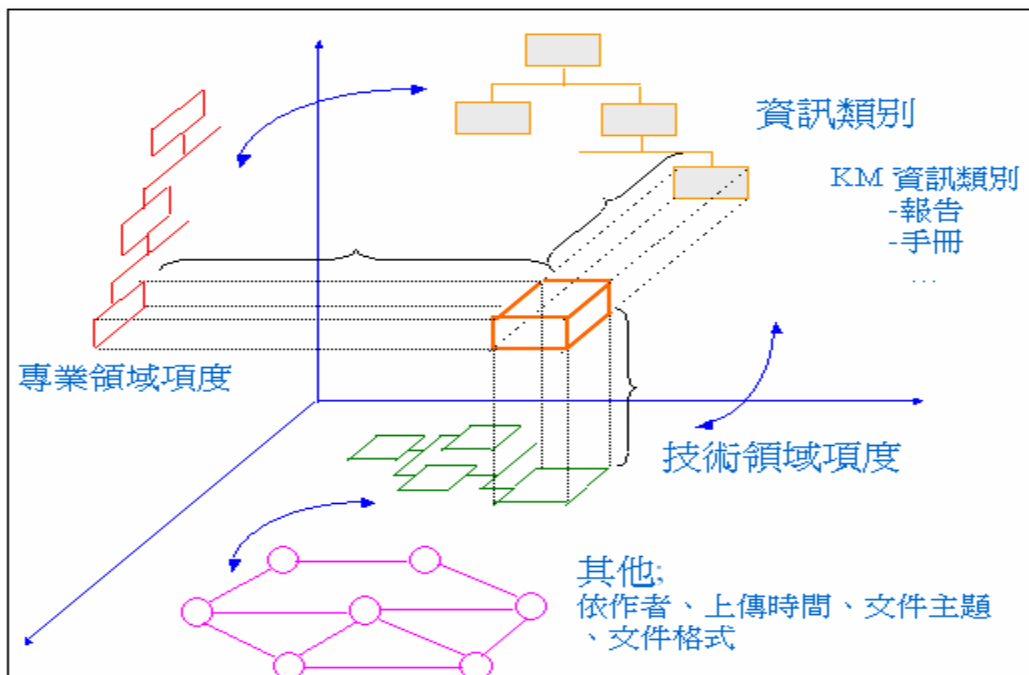 資訊類別
KM 資訊類別
-報告
-手冊
...
專業領域項度
技術領域項度
其他;
依作者、上傳時間、文件主題
、文件格式